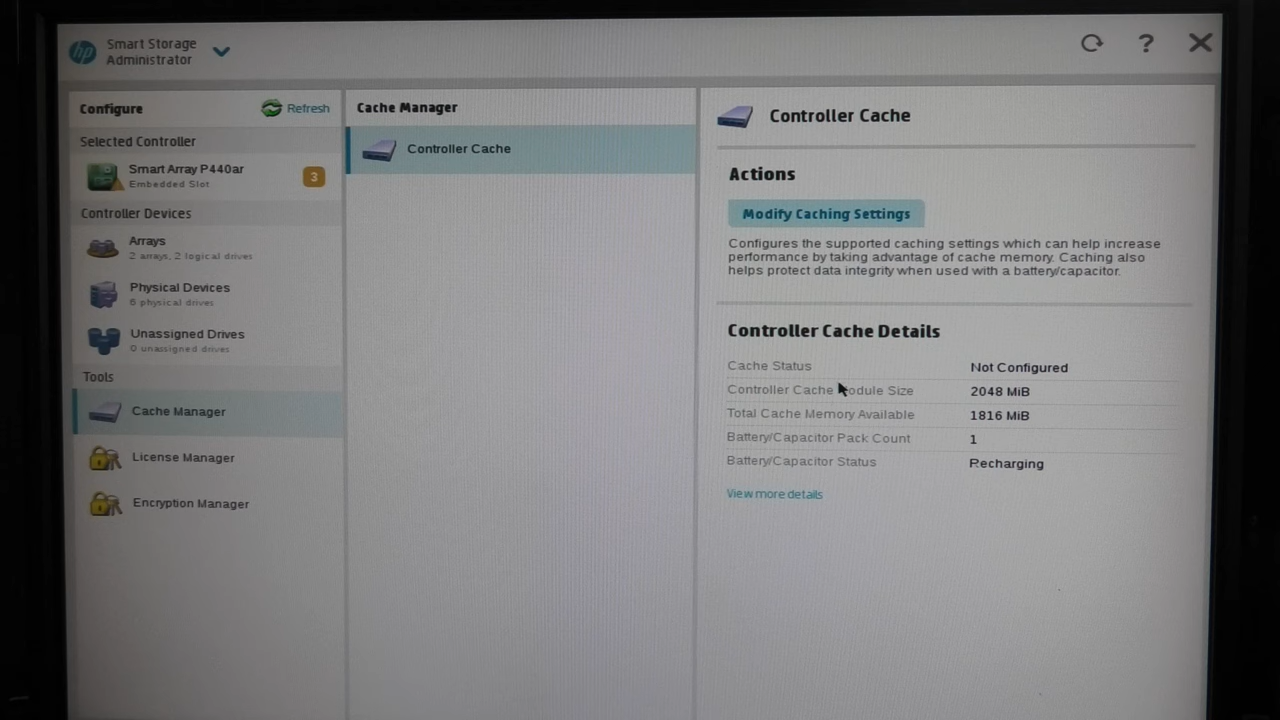 hp
Smart Storage
Administrator
?
Configure
Refresh
Selected Controller
Smart Array P440ar
Embedded Slot
3
Controller Devices
Arrays
2 arrays, 2 logical drives
Physical Devices
6 physical drives
Unassigned Drives
0 unassigned drives
Tools
Cache Manager
License Manager
Encryption Manager
Cache Manager
Controller Cache
Controller Cache
Actions
Modify Caching Settings
Configures the supported caching settings which can help increase
performance by taking advantage of cache memory. Caching also
helps protect data integrity when used with a battery/capacitor.
Controller Cache Details
Cache Status Not Configured
Controller Cache Module Size 2048 MiB
Total Cache Memory Available 1816 MiB
Battery/Capacitor Pack Count 1
Battery/Capacitor Status Recharging
View more details